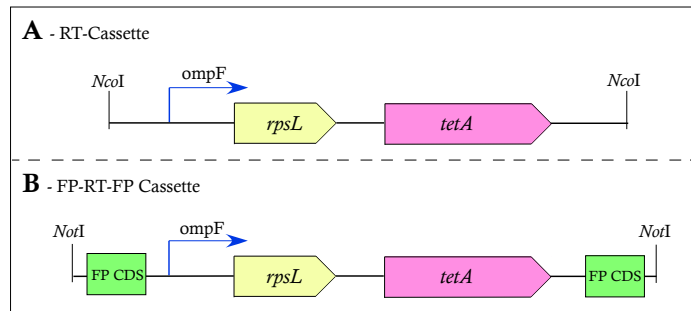 A - RT-Cassette
ompF
NcoI
NcoI
rpsL
tetA
B - FP-RT-FP Cassette
ompF
NotI
NotI
FP CDS
rpsL
tetA
FP CDS